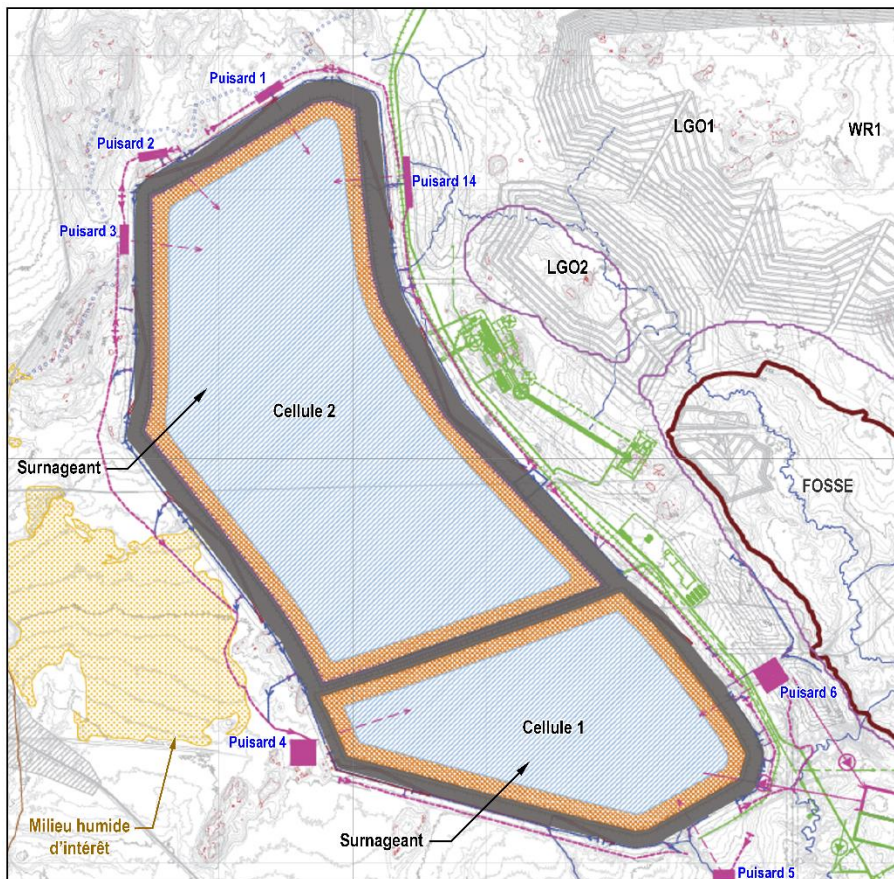 Puisard 1
LGO1
WR1
Puisard 2
Puisard 14
Puisard 3
LGO2
Cellule 2
Surnageant
FOSSE
Puisard 6
Cellule 1
Puisard 4
Milieu humide
d'intérêt
Surnageant
Puisard 5